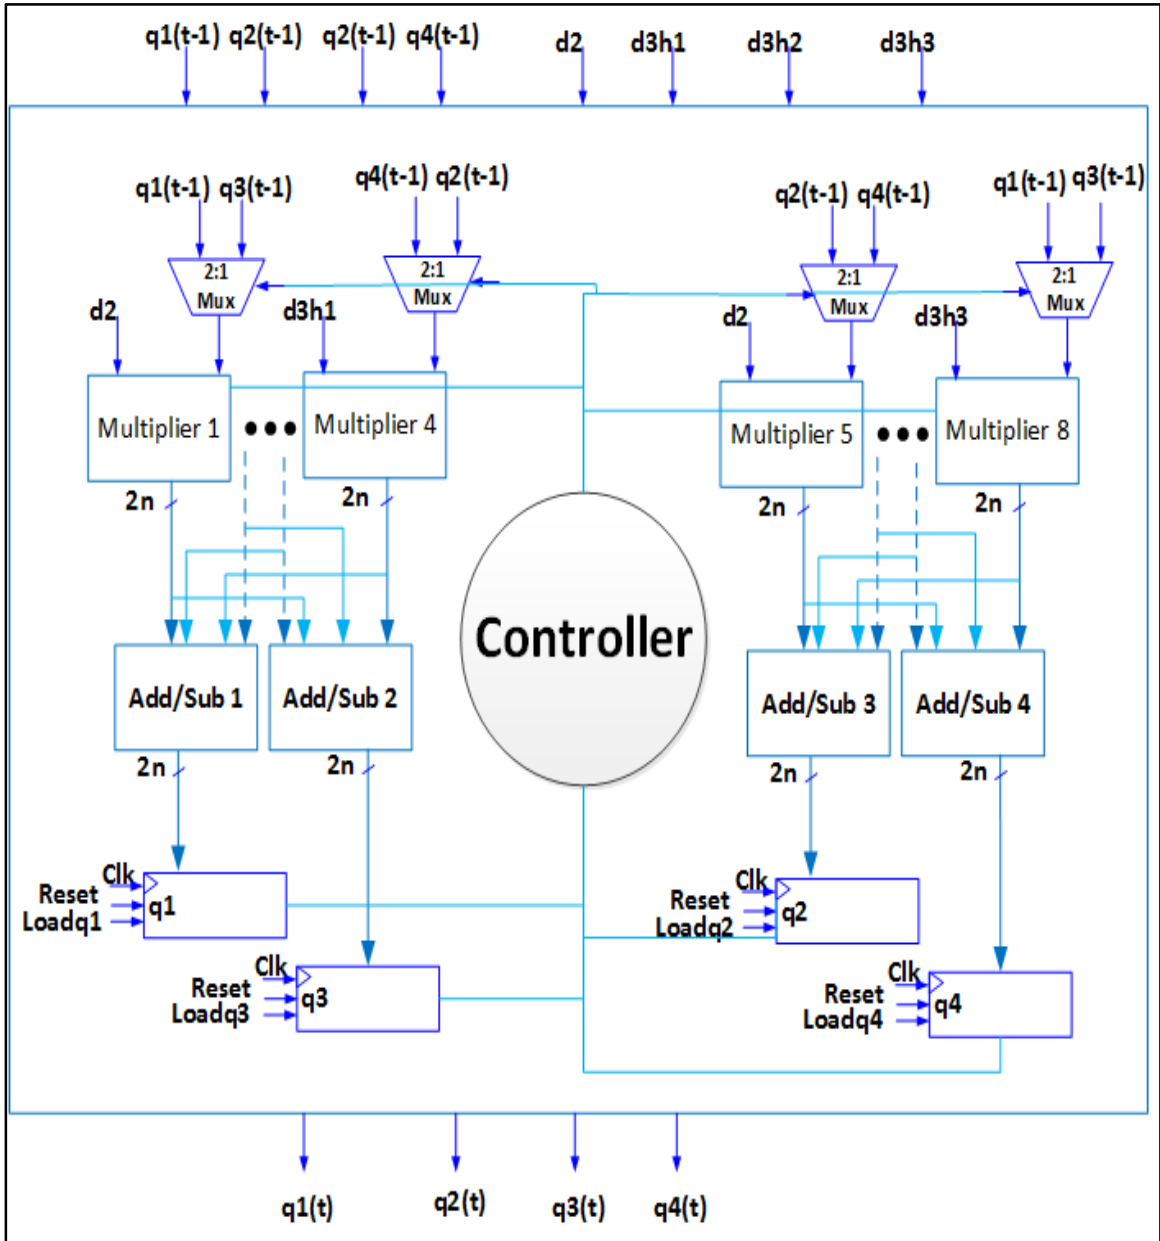 q1(t-1) q2(t-1) q2(t-1) q4(t-1) d2 d3h1 d3h2 d3h3
q1(t-1) q3(t-1) q4(t-1) q2(t-1) q2(t-1) q4(t-1) q1(t-1) q3(t-1)
2:1 Mux
2:1 Mux
2:1 Mux
2:1 Mux
d2 d3h1 d2 d3h3
Multiplier 1 Multiplier 4 Multiplier 5 Multiplier 8
2n 2n 2n 2n
Controller
Add/Sub 1 Add/Sub 2 Add/Sub 3 Add/Sub 4
2n 2n 2n 2n
Clk
Reset
Loadq1
q1
Clk
Reset
Loadq2
q2
Clk
Reset
Loadq3
q3
Clk
Reset
Loadq4
q4
q1(t) q2(t) q3(t) q4(t)